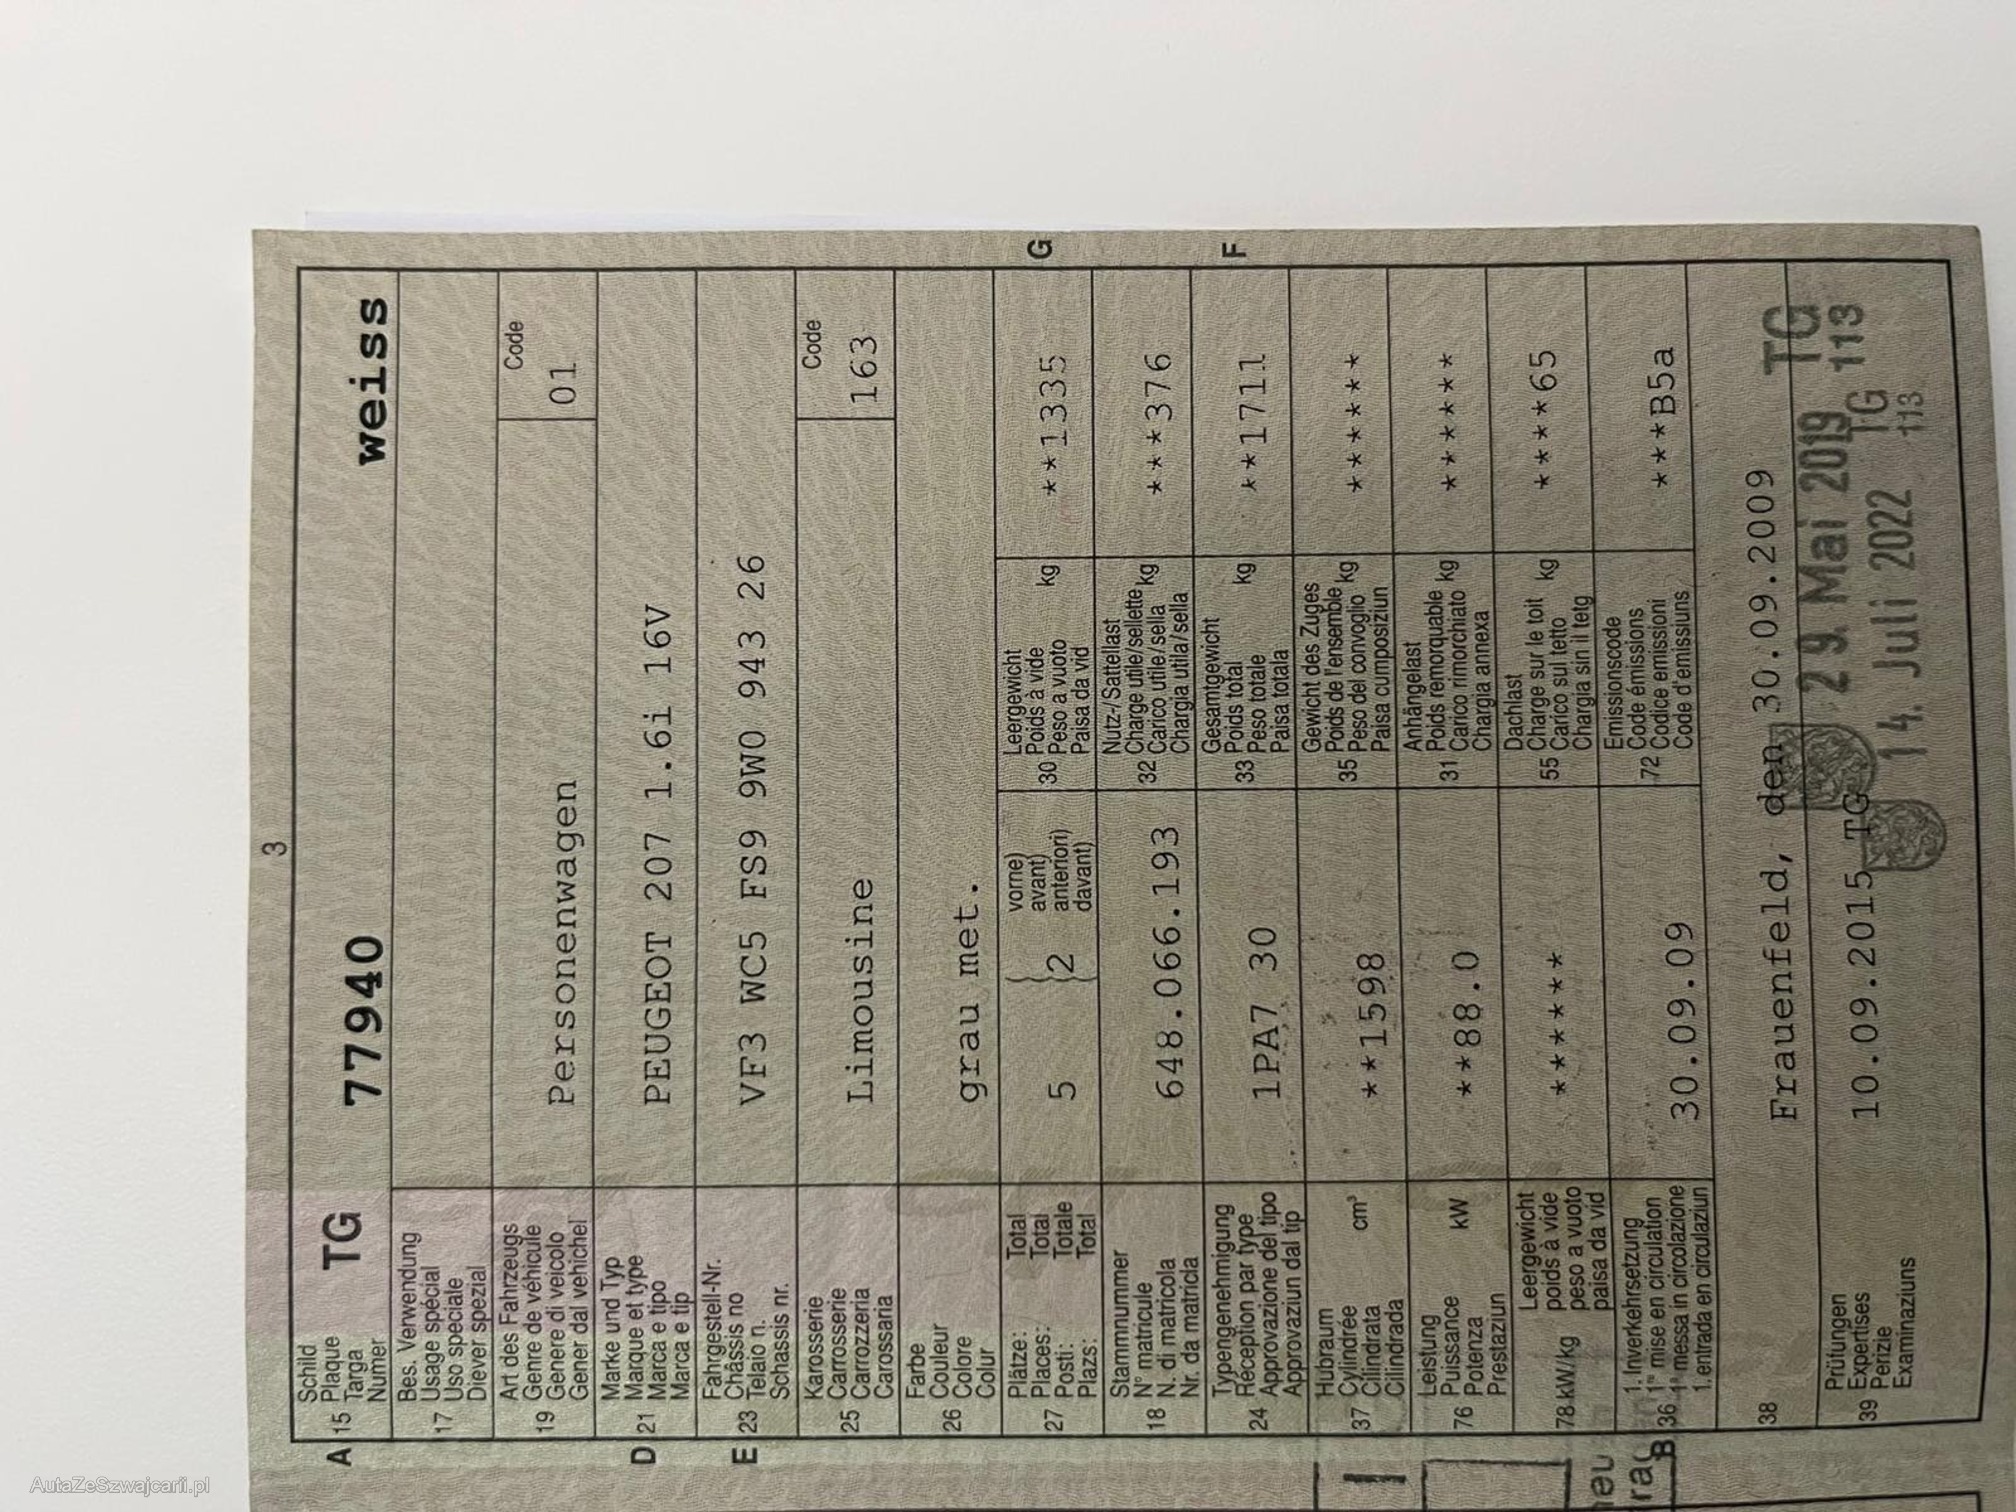 3
A 15 Schild TG 77940 weiss
Plaque
Targa
Numer
17 Bes. Verwendung
Usage spécial
Uso speciale
Diever spezial
19 Art des Fahrzeugs Personenwagen Code 01
Genre de véhicule
Genere di veicolo
Gener dal vehichel
D 21 Marke und Typ PEUGEOT 207 1.6i 16V
Marque et type
Marca e tipo
Marca e tip
E 23 Fahrgestell-Nr. VF3 WC5 FS9 9W0 943 26
Châssis no
Telaio n.
Schassis nr.
25 Karosserie Limousine Code 163
Carrosserie
Carrozzeria
Carossaria
26 Farbe grau met.
Couleur
Colore
Colur
27 Plätze: Total 5 2 vorne)
Places: Total avant)
Posti: Totale anteriori)
Plazs: Total davant)
30 Leergewicht kg **1335 G
Poids à vide
Peso a vuoto
Paisa da vid
18 Stammnummer 648.066.193
N° matricule
N. di matricola
Nr. da matricla
32 Nutz-/Sattellast kg ***376
Charge utile/sellette
Carico utile/sella
Chargia utila/sella
24 Typengenehmigung 1PA7 30
Réception par type
Approvazione del tipo
Approvaziun dal tip
33 Gesamtgewicht kg **1711 F
Poids total
Peso totale
Paisa totala
37 Hubraum cm³ **1598
Cylindrée
Cilindrata
Cilindrada
35 Gewicht des Zuges kg ******
Poids de l'ensemble
Peso del convoglio
Paisa cumposiziun
76 Leistung kW **88.0
Puissance
Potenza
Prestaziun
31 Anhängelast kg ******
Poids remorquable
Carico rimorchiato
Chargia annexa
78 kW/kg Leergewicht ******
poids à vide
peso a vuoto
paisa da vid
55 Dachlast kg ****65
Charge sur le toit
Carico sul tetto
Chargia sin il tetg
B 36 1. Inverkehrsetzung 30.09.09
1re mise en circulation
1a messa in circolazione
1. entrada en circulaziun
72 Emissionscode ***B5a
Code émissions
Codice emissioni
Code d'emissiuns
38 Frauenfeld, den 30.09.2009
39 Prüfungen 10.09.2015 TG
Expertises
Perizie
Examinaziuns
29. Mai 2019 TG 113
14. Juli 2022 TG 113
AutaZeSzwajcarii.pl